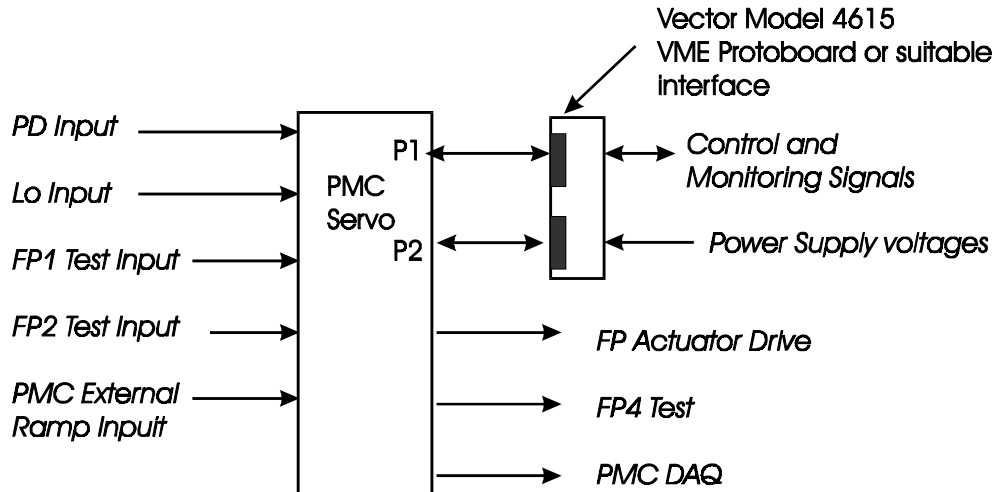 Vector Model 4615
VME Protoboard or suitable
interface
PD Input
Lo Input
FP1 Test Input
FP2 Test Input
PMC External
Ramp Inpuit
P1
PMC
Servo
P2
Control and
Monitoring Signals
Power Supply voltages
FP Actuator Drive
FP4 Test
PMC DAQ